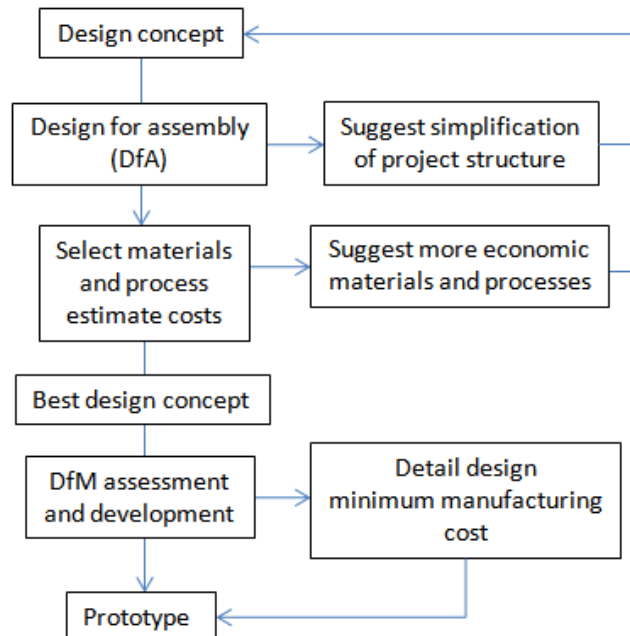 Design concept
Design for assembly
(DfA)
Suggest simplification
of project structure
Select materials
and process
estimate costs
Suggest more economic
materials and processes
Best design concept
DfM assessment
and development
Detail design
minimum manufacturing
cost
Prototype